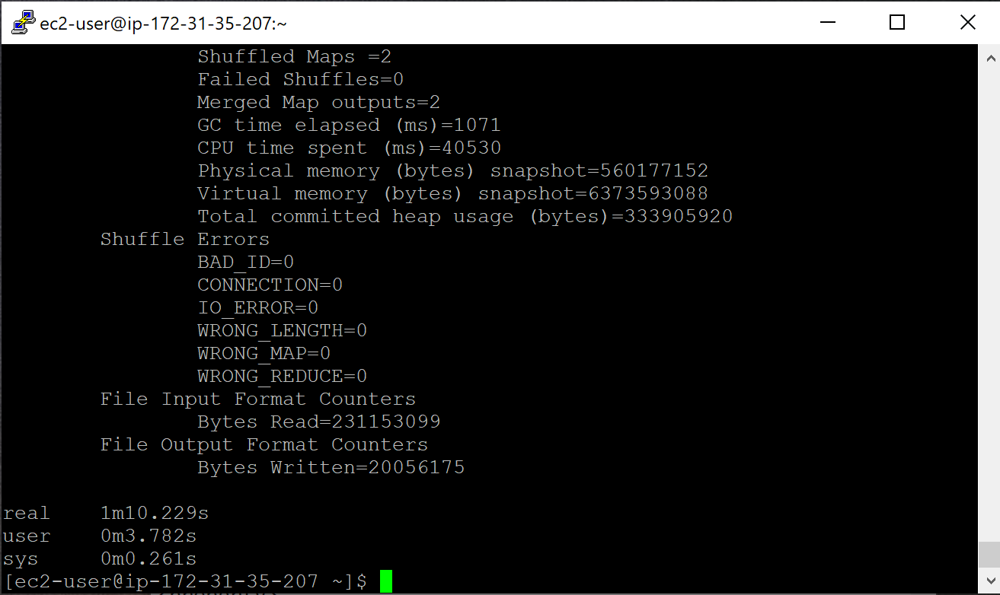 ec2-user@ip-172-31-35-207:~
Shuffled Maps =2
Failed Shuffles=0
Merged Map outputs=2
GC time elapsed (ms)=1071
CPU time spent (ms)=40530
Physical memory (bytes) snapshot=560177152
Virtual memory (bytes) snapshot=6373593088
Total committed heap usage (bytes)=333905920
Shuffle Errors
BAD_ID=0
CONNECTION=0
IO_ERROR=0
WRONG_LENGTH=0
WRONG_MAP=0
WRONG_REDUCE=0
File Input Format Counters
Bytes Read=231153099
File Output Format Counters
Bytes Written=20056175
real 1m10.229s
user 0m3.782s
sys 0m0.261s
[ec2-user@ip-172-31-35-207 ~]$